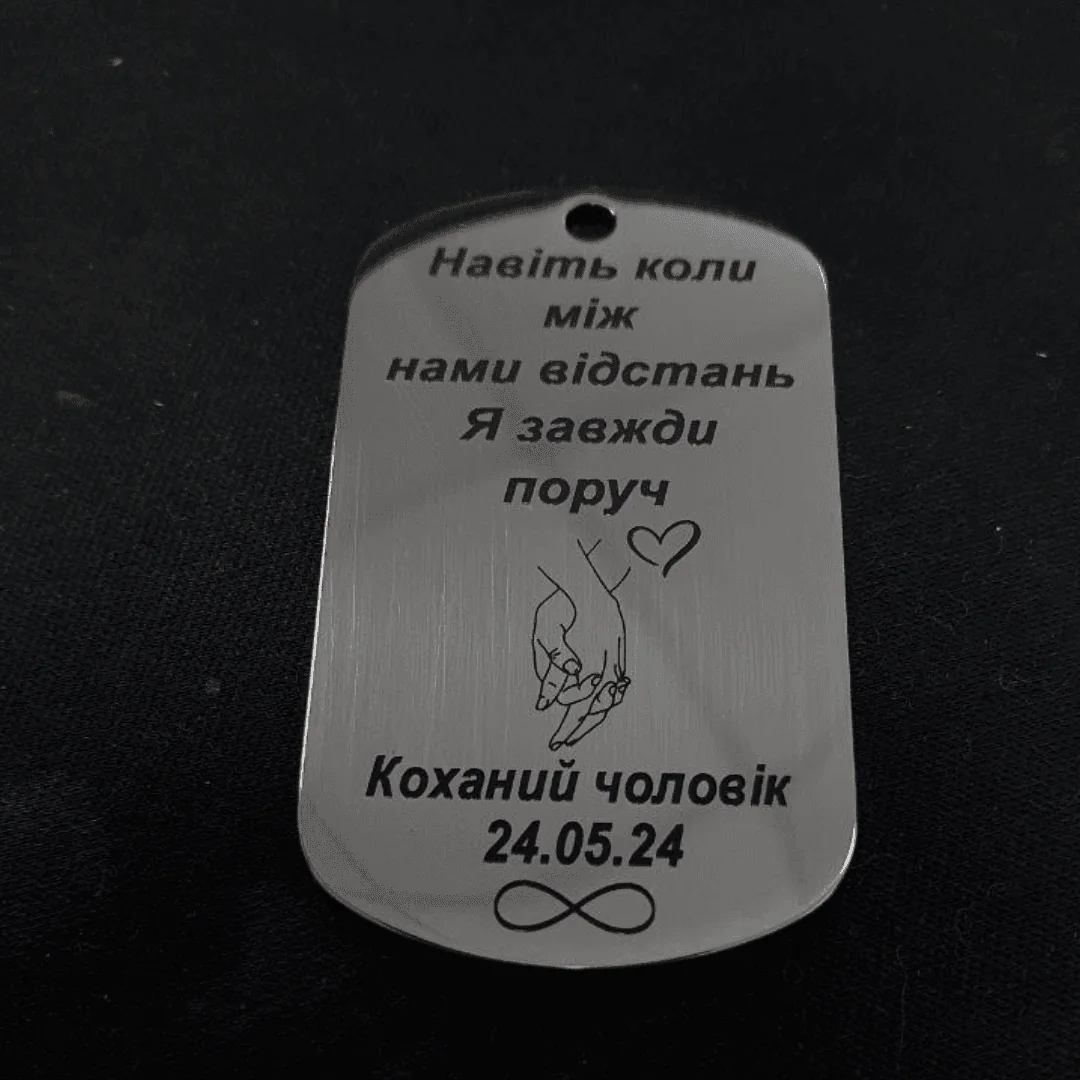 Навіть коли
між
нами відстань
Я завжди
поруч
Коханий чоловік
24.05.24